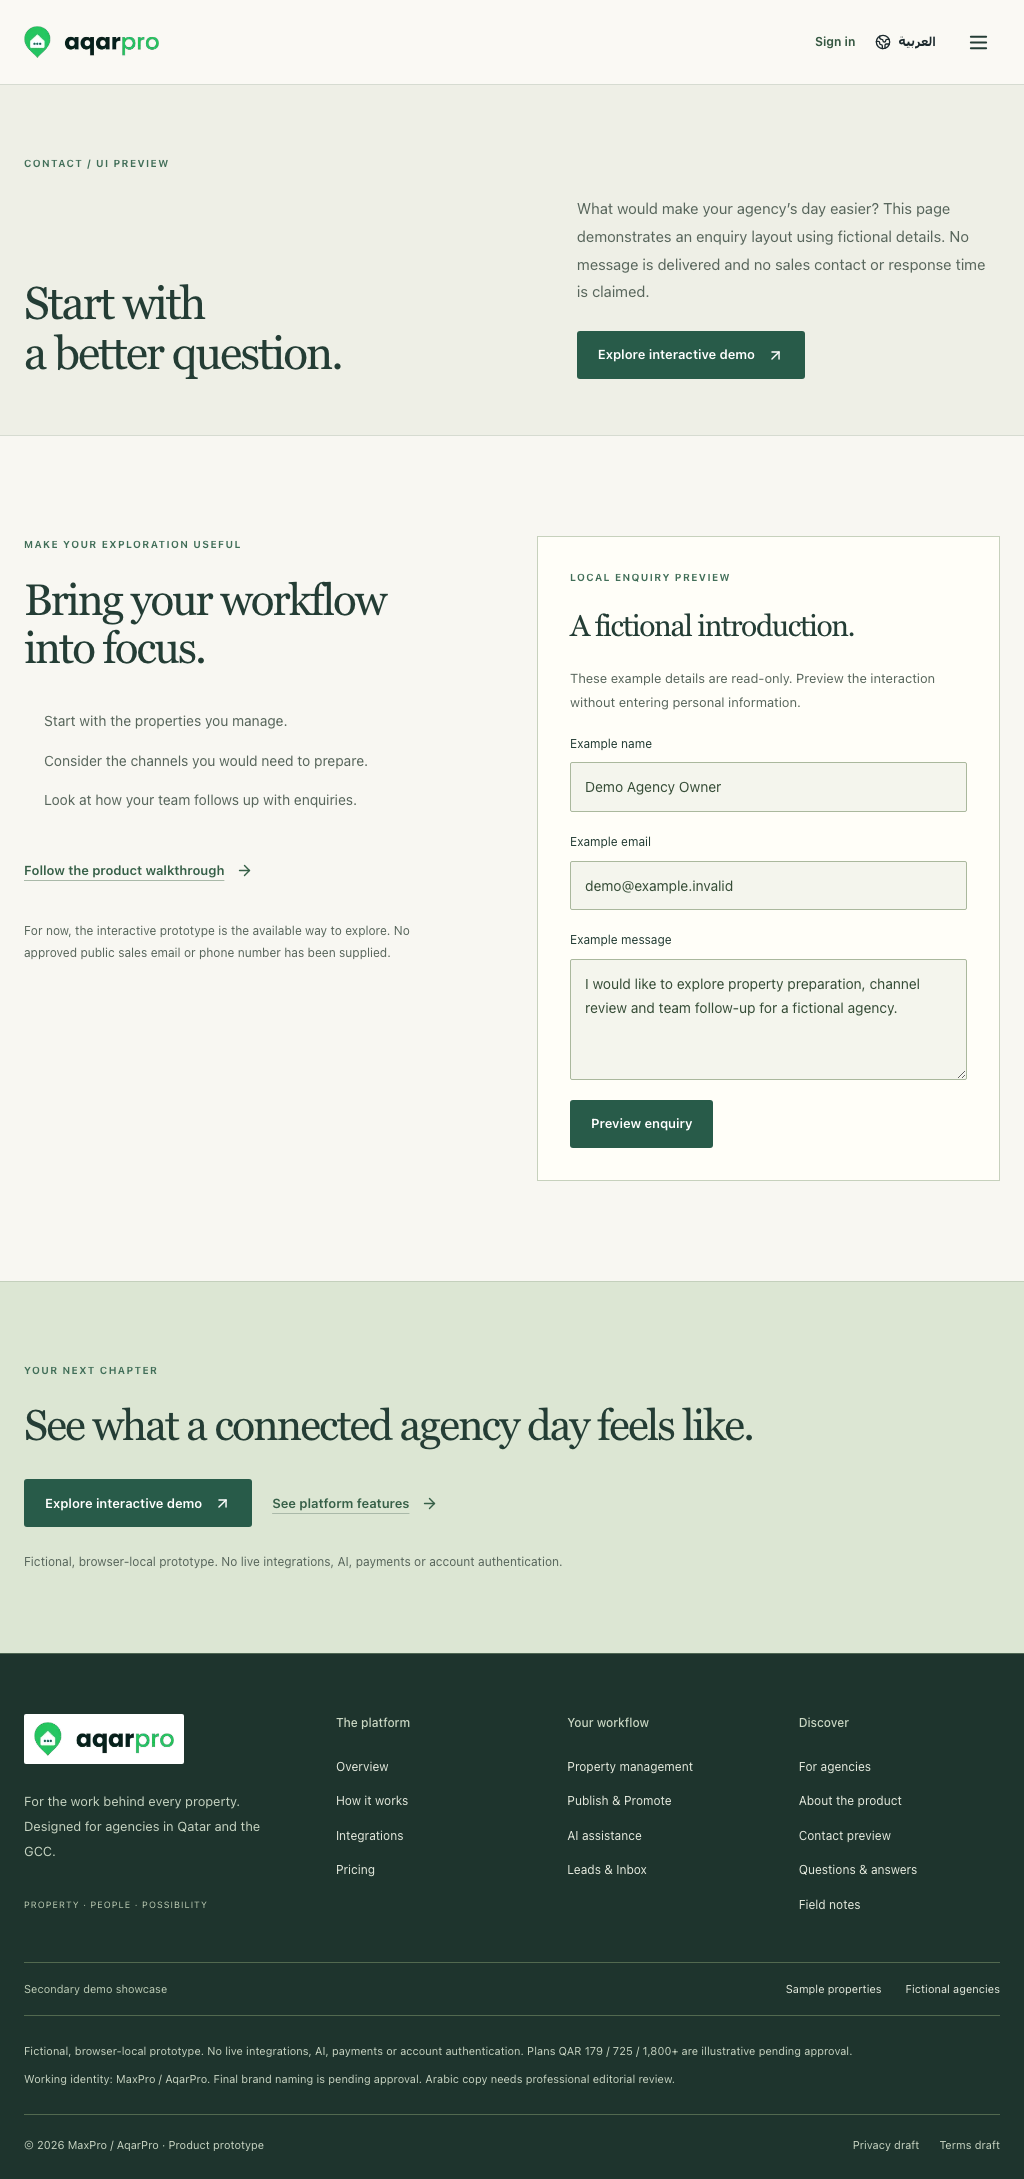 aqarpro
Sign in
العربية
CONTACT / UI PREVIEW
What would make your agency’s day easier? This page
demonstrates an enquiry layout using fictional details. No
message is delivered and no sales contact or response time
is claimed.
Start with
a better question.
Explore interactive demo
MAKE YOUR EXPLORATION USEFUL
Bring your workflow
into focus.
Start with the properties you manage.
Consider the channels you would need to prepare.
Look at how your team follows up with enquiries.
Follow the product walkthrough
For now, the interactive prototype is the available way to explore. No
approved public sales email or phone number has been supplied.
LOCAL ENQUIRY PREVIEW
A fictional introduction.
These example details are read-only. Preview the interaction
without entering personal information.
Example name
Demo Agency Owner
Example email
demo@example.invalid
Example message
I would like to explore property preparation, channel
review and team follow-up for a fictional agency.
Preview enquiry
YOUR NEXT CHAPTER
See what a connected agency day feels like.
Explore interactive demo
See platform features
Fictional, browser-local prototype. No live integrations, AI, payments or account authentication.
aqarpro
For the work behind every property.
Designed for agencies in Qatar and the
GCC.
PROPERTY · PEOPLE · POSSIBILITY
The platform
Overview
How it works
Integrations
Pricing
Your workflow
Property management
Publish & Promote
AI assistance
Leads & Inbox
Discover
For agencies
About the product
Contact preview
Questions & answers
Field notes
Secondary demo showcase
Sample properties
Fictional agencies
Fictional, browser-local prototype. No live integrations, AI, payments or account authentication. Plans QAR 179 / 725 / 1,800+ are illustrative pending approval.
Working identity: MaxPro / AqarPro. Final brand naming is pending approval. Arabic copy needs professional editorial review.
© 2026 MaxPro / AqarPro · Product prototype
Privacy draft
Terms draft